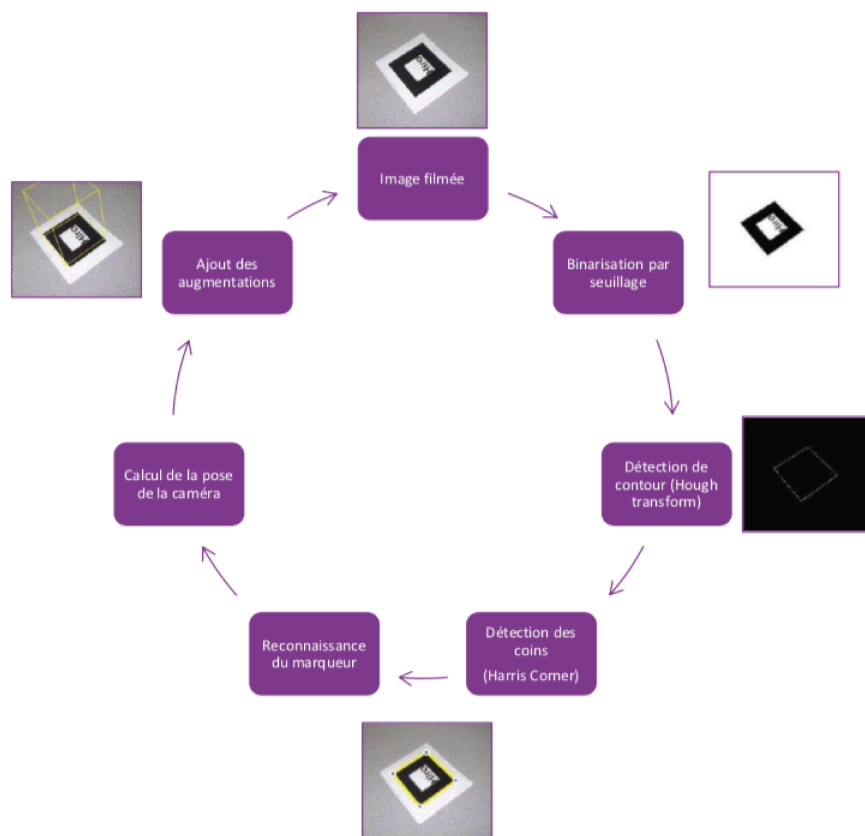 Image filmée
Binarisation par
seuillage
Détection de
contour (Hough
transform)
Détection des
coins
(Harris Corner)
Reconnaissance
du marqueur
Calcul de la pose
de la caméra
Ajout des
augmentations